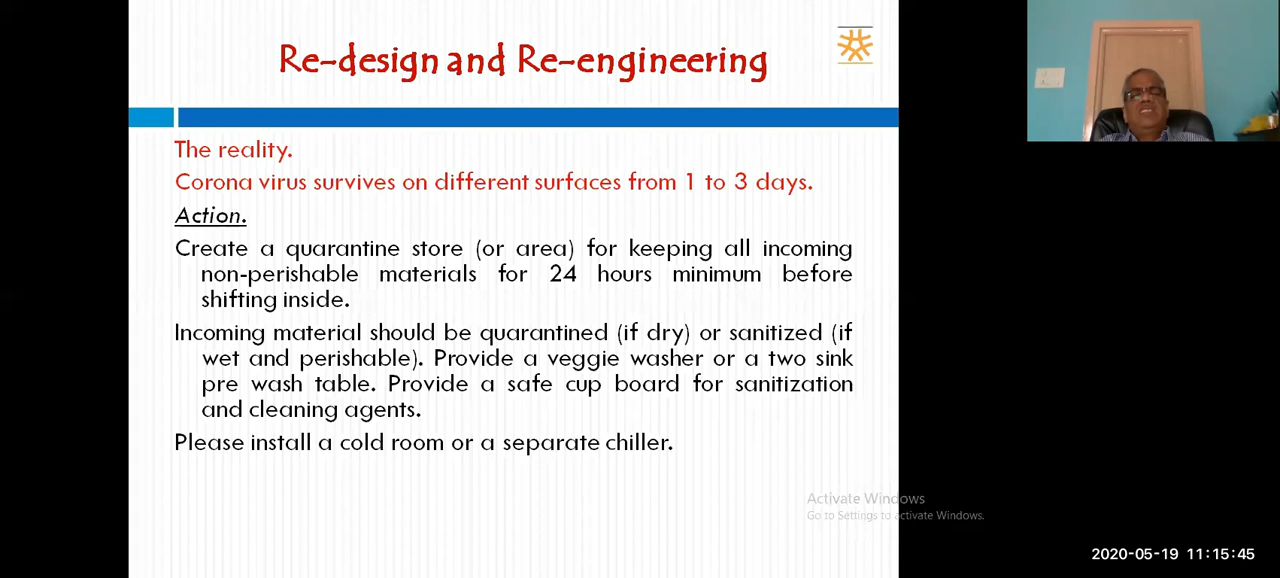 Re-design and Re-engineering
The reality.
Corona virus survives on different surfaces from 1 to 3 days.
Action.
Create a quarantine store (or area) for keeping all incoming
non-perishable materials for 24 hours minimum before
shifting inside.
Incoming material should be quarantined (if dry) or sanitized (if
wet and perishable). Provide a veggie washer or a two sink
pre wash table. Provide a safe cup board for sanitization
and cleaning agents.
Please install a cold room or a separate chiller.
Activate Windows
Go to Settings to activate Windows.
2020-05-19 11:15:45